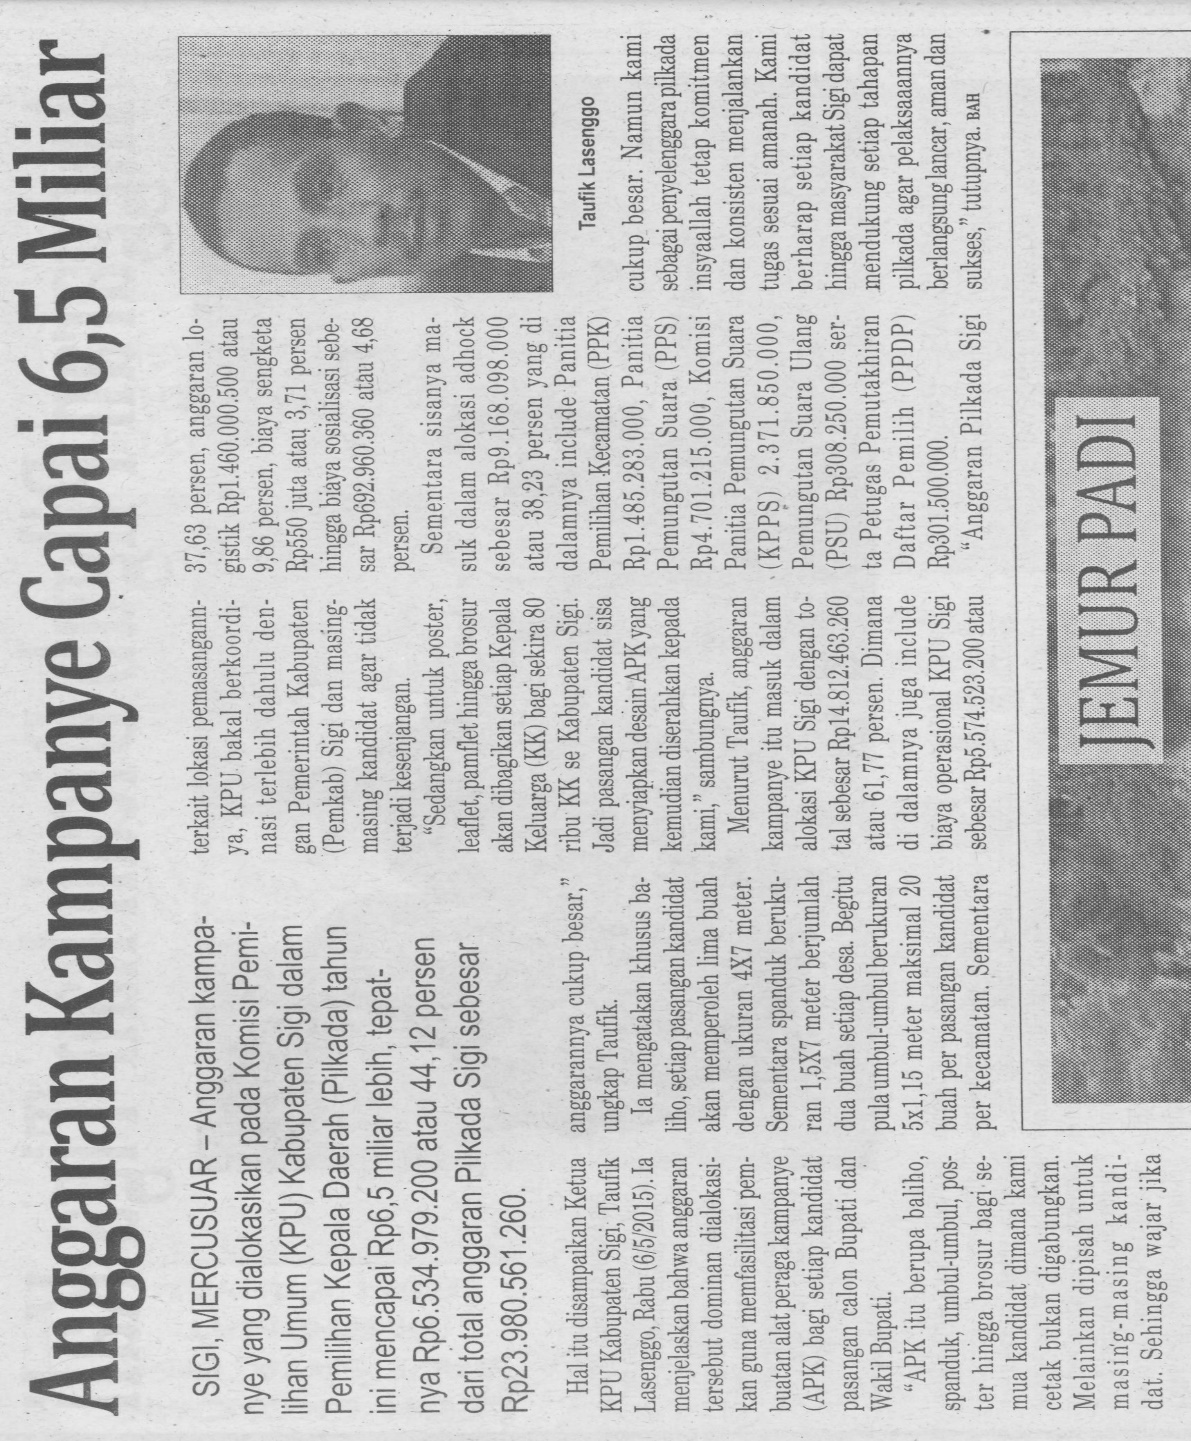 Anggaran Kampanye Capai 6,5 Miliar
SIGI, MERCUSUAR – Anggaran kampa-
nye yang dialokasikan pada Komisi Pemi-
lihan Umum (KPU) Kabupaten Sigi dalam
Pemilihan Kepala Daerah (Pilkada) tahun
ini mencapai Rp6,5 miliar lebih, tepat-
nya Rp6.534.979.200 atau 44,12 persen
dari total anggaran Pilkada Sigi sebesar
Rp23.980.561.260.
Hal itu disampaikan Ketua
KPU Kabupaten Sigi, Taufik
Lasenggo, Rabu (6/5/2015). Ia
menjelaskan bahwa anggaran
tersebut dominan dialokasi-
kan guna memfasilitasi pem-
buatan alat peraga kampanye
(APK) bagi setiap kandidat
pasangan calon Bupati dan
Wakil Bupati.
“APK itu berupa baliho,
spanduk, umbul-umbul, pos-
ter hingga brosur bagi se-
mua kandidat dimana kami
cetak bukan digabungkan.
Melainkan dipisah untuk
masing-masing kandi-
dat. Sehingga wajar jika
anggarannya cukup besar,”
ungkap Taufik.
Ia mengatakan khusus ba-
liho, setiap pasangan kandidat
akan memperoleh lima buah
dengan ukuran 4X7 meter.
Sementara spanduk beruku-
ran 1,5X7 meter berjumlah
dua buah setiap desa. Begitu
pula umbul-umbul berukuran
5x1,15 meter maksimal 20
buah per pasangan kandidat
per kecamatan. Sementara
terkait lokasi pemasangann-
ya, KPU bakal berkoordi-
nasi terlebih dahulu den-
gan Pemerintah Kabupaten
(Pemkab) Sigi dan masing-
masing kandidat agar tidak
terjadi kesenjangan.
“Sedangkan untuk poster,
leaflet, pamflet hingga brosur
akan dibagikan setiap Kepala
Keluarga (KK) bagi sekira 80
ribu KK se Kabupaten Sigi.
Jadi pasangan kandidat sisa
menyiapkan desain APK yang
kemudian diserahkan kepada
kami,” sambungnya.
Menurut Taufik, anggaran
kampanye itu masuk dalam
alokasi KPU Sigi dengan to-
tal sebesar Rp14.812.463.260
atau 61,77 persen. Dimana
di dalamnya juga include
biaya operasional KPU Sigi
sebesar Rp5.574.523.200 atau
37,63 persen, anggaran lo-
gistik Rp1.460.000.500 atau
9,86 persen, biaya sengketa
Rp550 juta atau 3,71 persen
hingga biaya sosialisasi sebe-
sar Rp692.960.360 atau 4,68
persen.
Sementara sisanya ma-
suk dalam alokasi adhock
sebesar Rp9.168.098.000
atau 38,23 persen yang di
dalamnya include Panitia
Pemilihan Kecamatan (PPK)
Rp1.485.283.000, Panitia
Pemungutan Suara (PPS)
Rp4.701.215.000, Komisi
Panitia Pemungutan Suara
(KPPS) 2.371.850.000,
Pemungutan Suara Ulang
(PSU) Rp308.250.000 ser-
ta Petugas Pemutakhiran
Daftar Pemilih (PPDP)
Rp301.500.000.
“Anggaran Pilkada Sigi
Taufik Lasenggo
cukup besar. Namun kami
sebagai penyelenggara pilkada
insyaallah tetap komitmen
dan konsisten menjalankan
tugas sesuai amanah. Kami
berharap setiap kandidat
hingga masyarakat Sigi dapat
mendukung setiap tahapan
pilkada agar pelaksaaannya
berlangsung lancar, aman dan
sukses,” tutupnya. BAH
JEMUR PADI